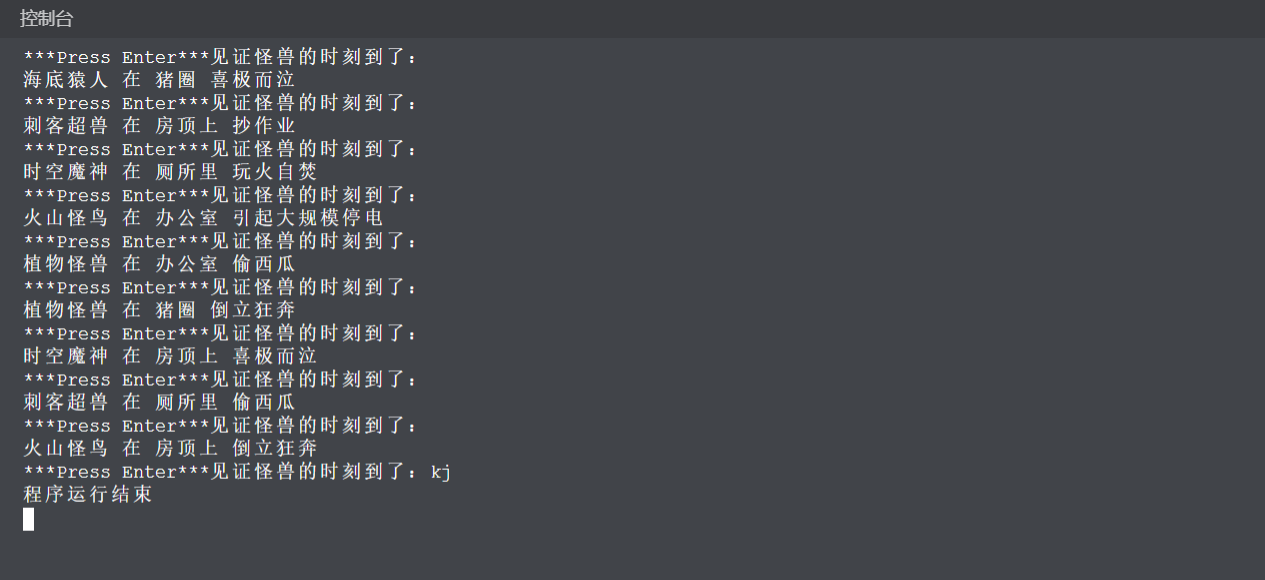 控制台
***Press Enter***见证怪兽的时刻到了：
海底猿人 在 猪圈 喜极而泣
***Press Enter***见证怪兽的时刻到了：
刺客超兽 在 房顶上 抄作业
***Press Enter***见证怪兽的时刻到了：
时空魔神 在 厕所里 玩火自焚
***Press Enter***见证怪兽的时刻到了：
火山怪鸟 在 办公室 引起大规模停电
***Press Enter***见证怪兽的时刻到了：
植物怪兽 在 办公室 偷西瓜
***Press Enter***见证怪兽的时刻到了：
植物怪兽 在 猪圈 倒立狂奔
***Press Enter***见证怪兽的时刻到了：
时空魔神 在 房顶上 喜极而泣
***Press Enter***见证怪兽的时刻到了：
刺客超兽 在 厕所里 偷西瓜
***Press Enter***见证怪兽的时刻到了：
火山怪鸟 在 房顶上 倒立狂奔
***Press Enter***见证怪兽的时刻到了：kj
程序运行结束